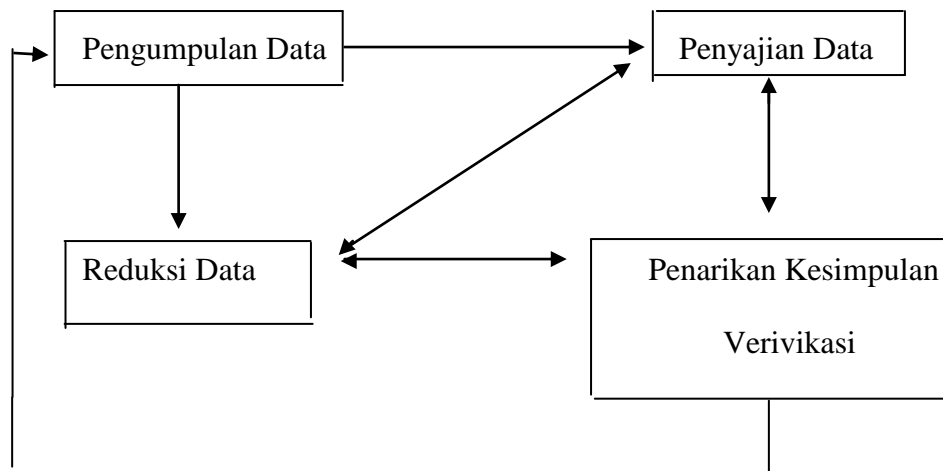 Pengumpulan Data
Penyajian Data
Reduksi Data
Penarikan Kesimpulan
Verivikasi